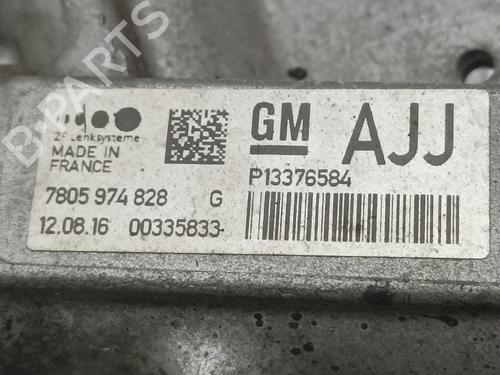 ZF Lenksysteme
MADE IN
FRANCE
7805 974 828 G
12.08.16 00335833-
GM AJJ
P13376584
B-PARTS